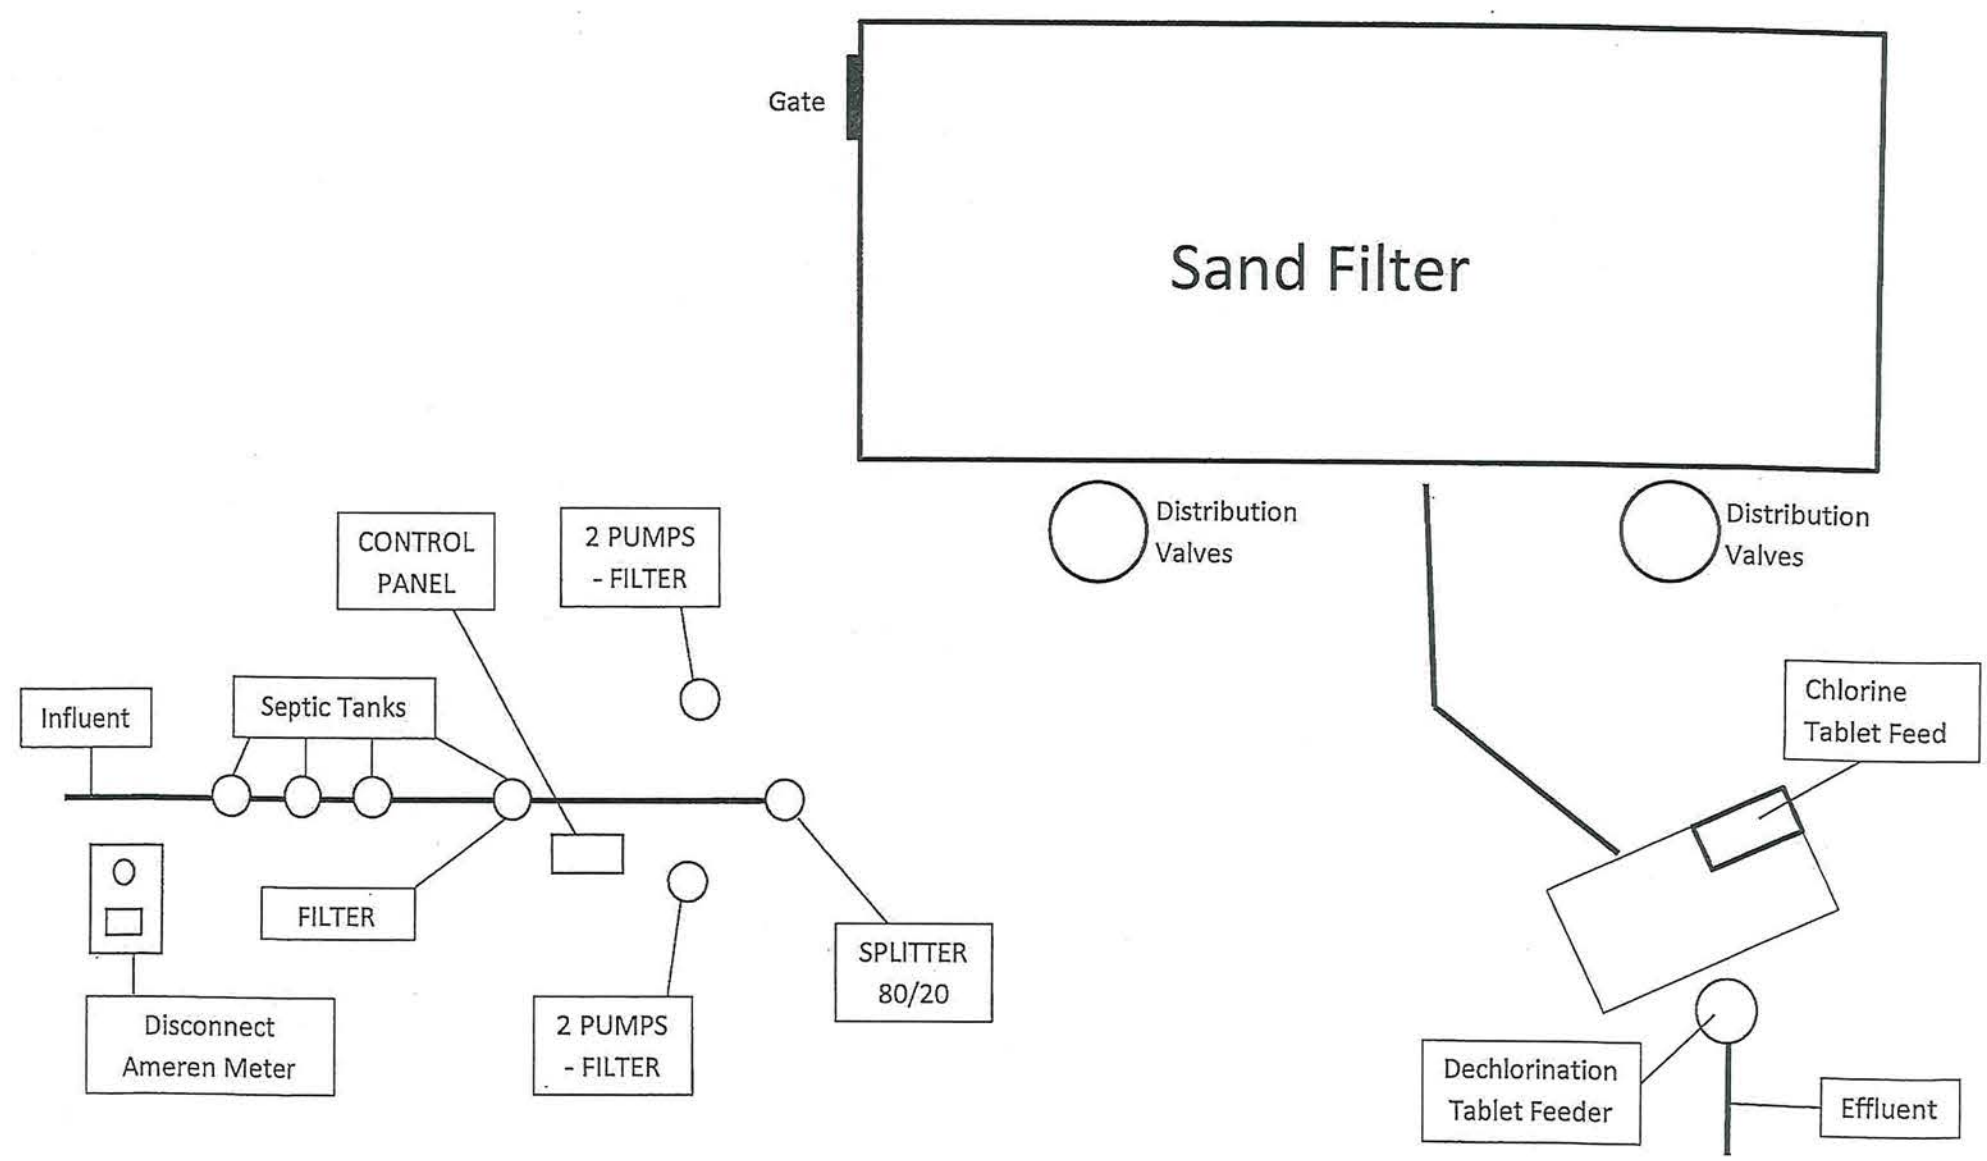 Gate
Sand Filter
Distribution
Valves
Distribution
Valves
CONTROL
PANEL
2 PUMPS
- FILTER
Influent
Septic Tanks
Chlorine
Tablet Feed
FILTER
SPLITTER
80/20
Disconnect
Ameren Meter
2 PUMPS
- FILTER
Dechlorination
Tablet Feeder
Effluent